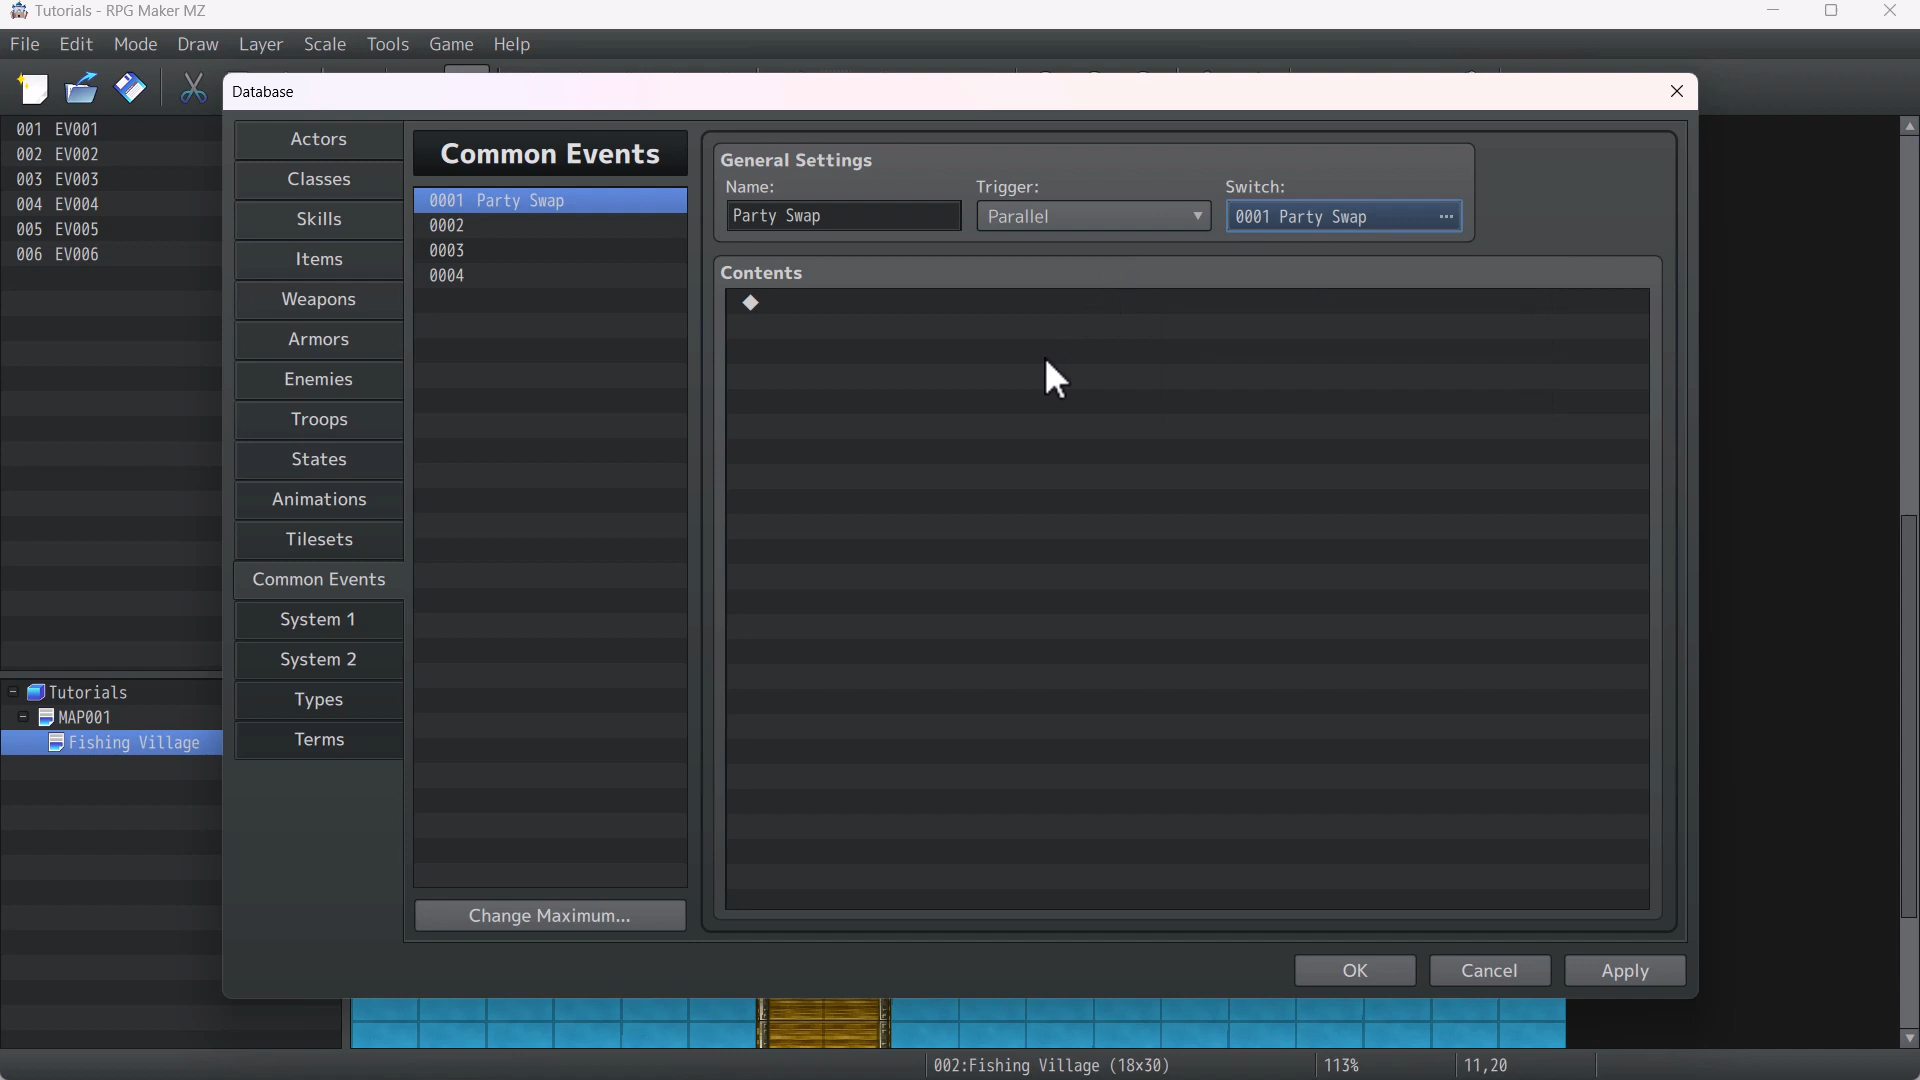 Tutorials - RPG Maker MZ
File Edit Mode Draw Layer Scale Tools Game Help
Database
001 EV001
002 EV002
003 EV003
004 EV004
005 EV005
006 EV006
Tutorials
MAP001
Fishing Village
Actors
Classes
Skills
Items
Weapons
Armors
Enemies
Troops
States
Animations
Tilesets
Common Events
System 1
System 2
Types
Terms
Common Events
0001 Party Swap
0002
0003
0004
Change Maximum...
General Settings
Name: Trigger: Switch:
Party Swap Parallel 0001 Party Swap ...
Contents
OK Cancel Apply
002:Fishing Village (18x30) 113% 11,20